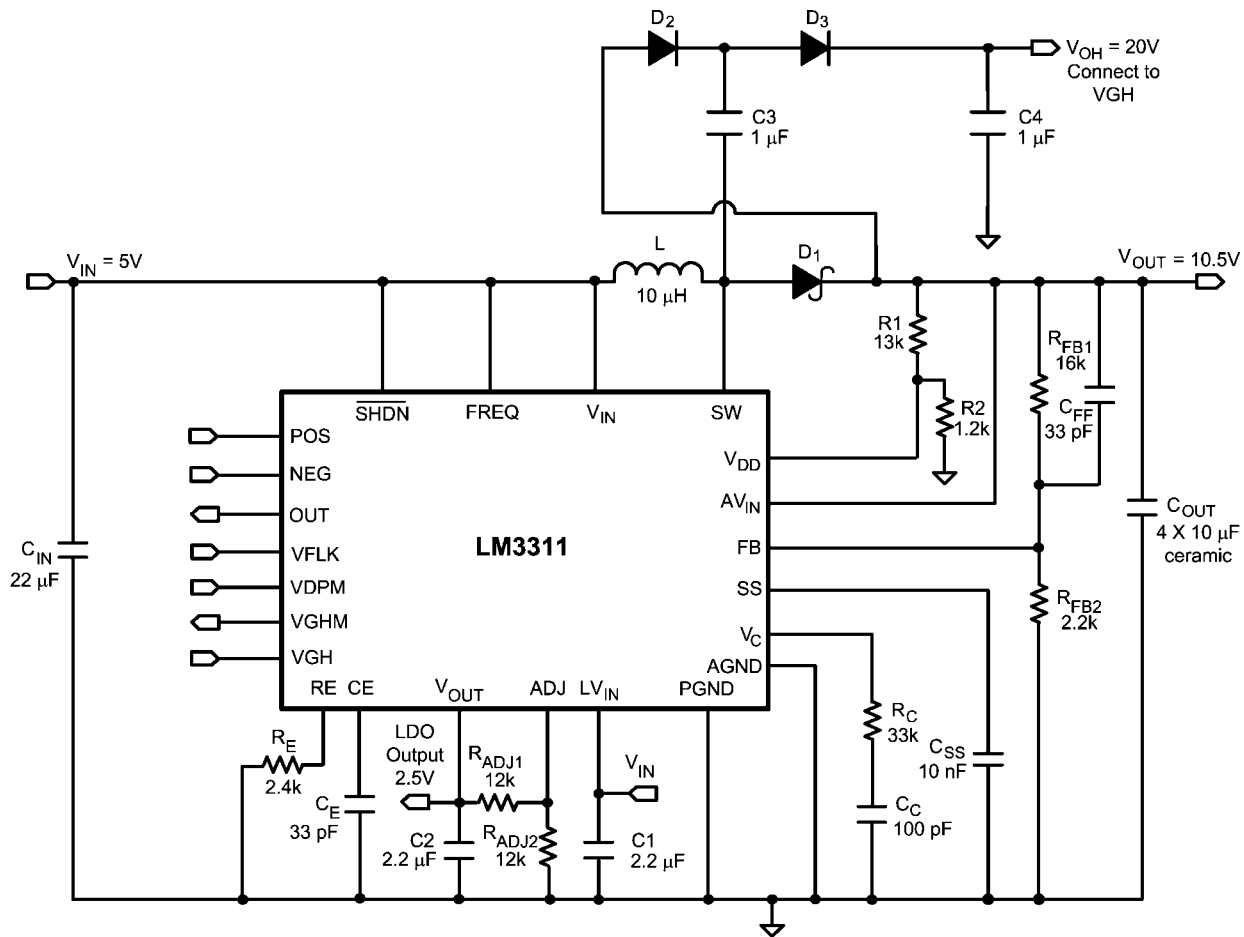 D2
D3
VOH = 20V
Connect to
VGH
C3
1 μF
C4
1 μF
VIN = 5V
L
10 μH
D1
VOUT = 10.5V
R1
13k
R2
1.2k
RFB1
16k
CFF
33 pF
COUT
4 X 10 μF
ceramic
RFB2
2.2k
CIN
22 μF
SHDN
FREQ
VIN
SW
POS
NEG
OUT
VFLK
VDPM
VGHM
VGH
LM3311
VDD
AVIN
FB
SS
VC
AGND
RE
CE
VOUT
ADJ
LVIN
PGND
RE
2.4k
CE
33 pF
LDO
Output
2.5V
RADJ1
12k
C2
2.2 μF
RADJ2
12k
VIN
C1
2.2 μF
RC
33k
CC
100 pF
CSS
10 nF